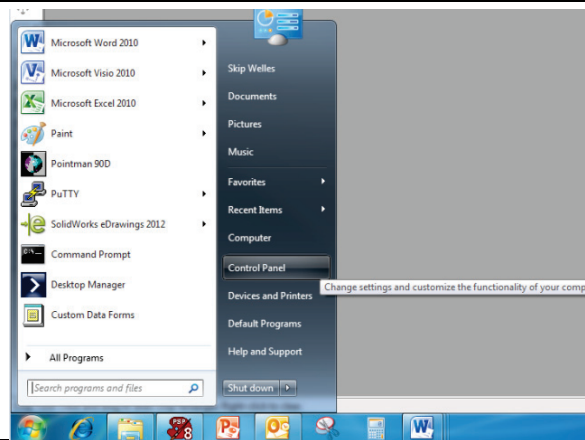 Microsoft Word 2010
Microsoft Visio 2010
Microsoft Excel 2010
Paint
Pointman 90D
PuTTY
SolidWorks eDrawings 2012
Command Prompt
Desktop Manager
Custom Data Forms
All Programs
Search programs and files
Skip Welles
Documents
Pictures
Music
Favorites
Recent Items
Computer
Control Panel
Change settings and customize the functionality of your comp
Devices and Printers
Default Programs
Help and Support
Shut down